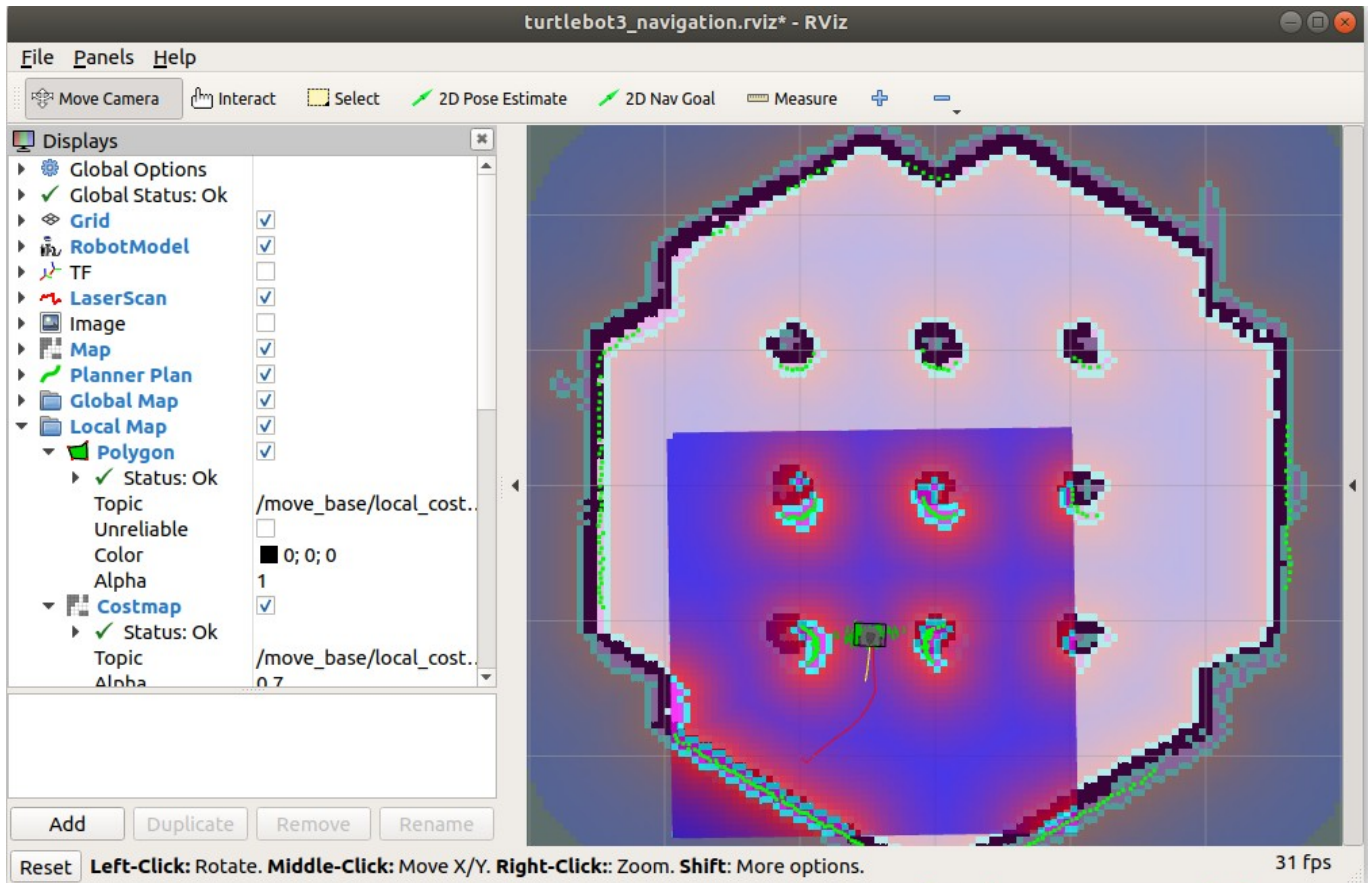 turtlebot3_navigation.rviz* - RViz
File Panels Help
Move Camera Interact Select 2D Pose Estimate 2D Nav Goal Measure
Displays
Global Options
Global Status: Ok
Grid
RobotModel
TF
LaserScan
Image
Map
Planner Plan
Global Map
Local Map
Polygon
Status: Ok
Topic /move_base/local_cost..
Unreliable
Color 0; 0; 0
Alpha 1
Costmap
Status: Ok
Topic /move_base/local_cost..
Alpha 0.7
Add Duplicate Remove Rename
Reset Left-Click: Rotate. Middle-Click: Move X/Y. Right-Click:: Zoom. Shift: More options. 31 fps